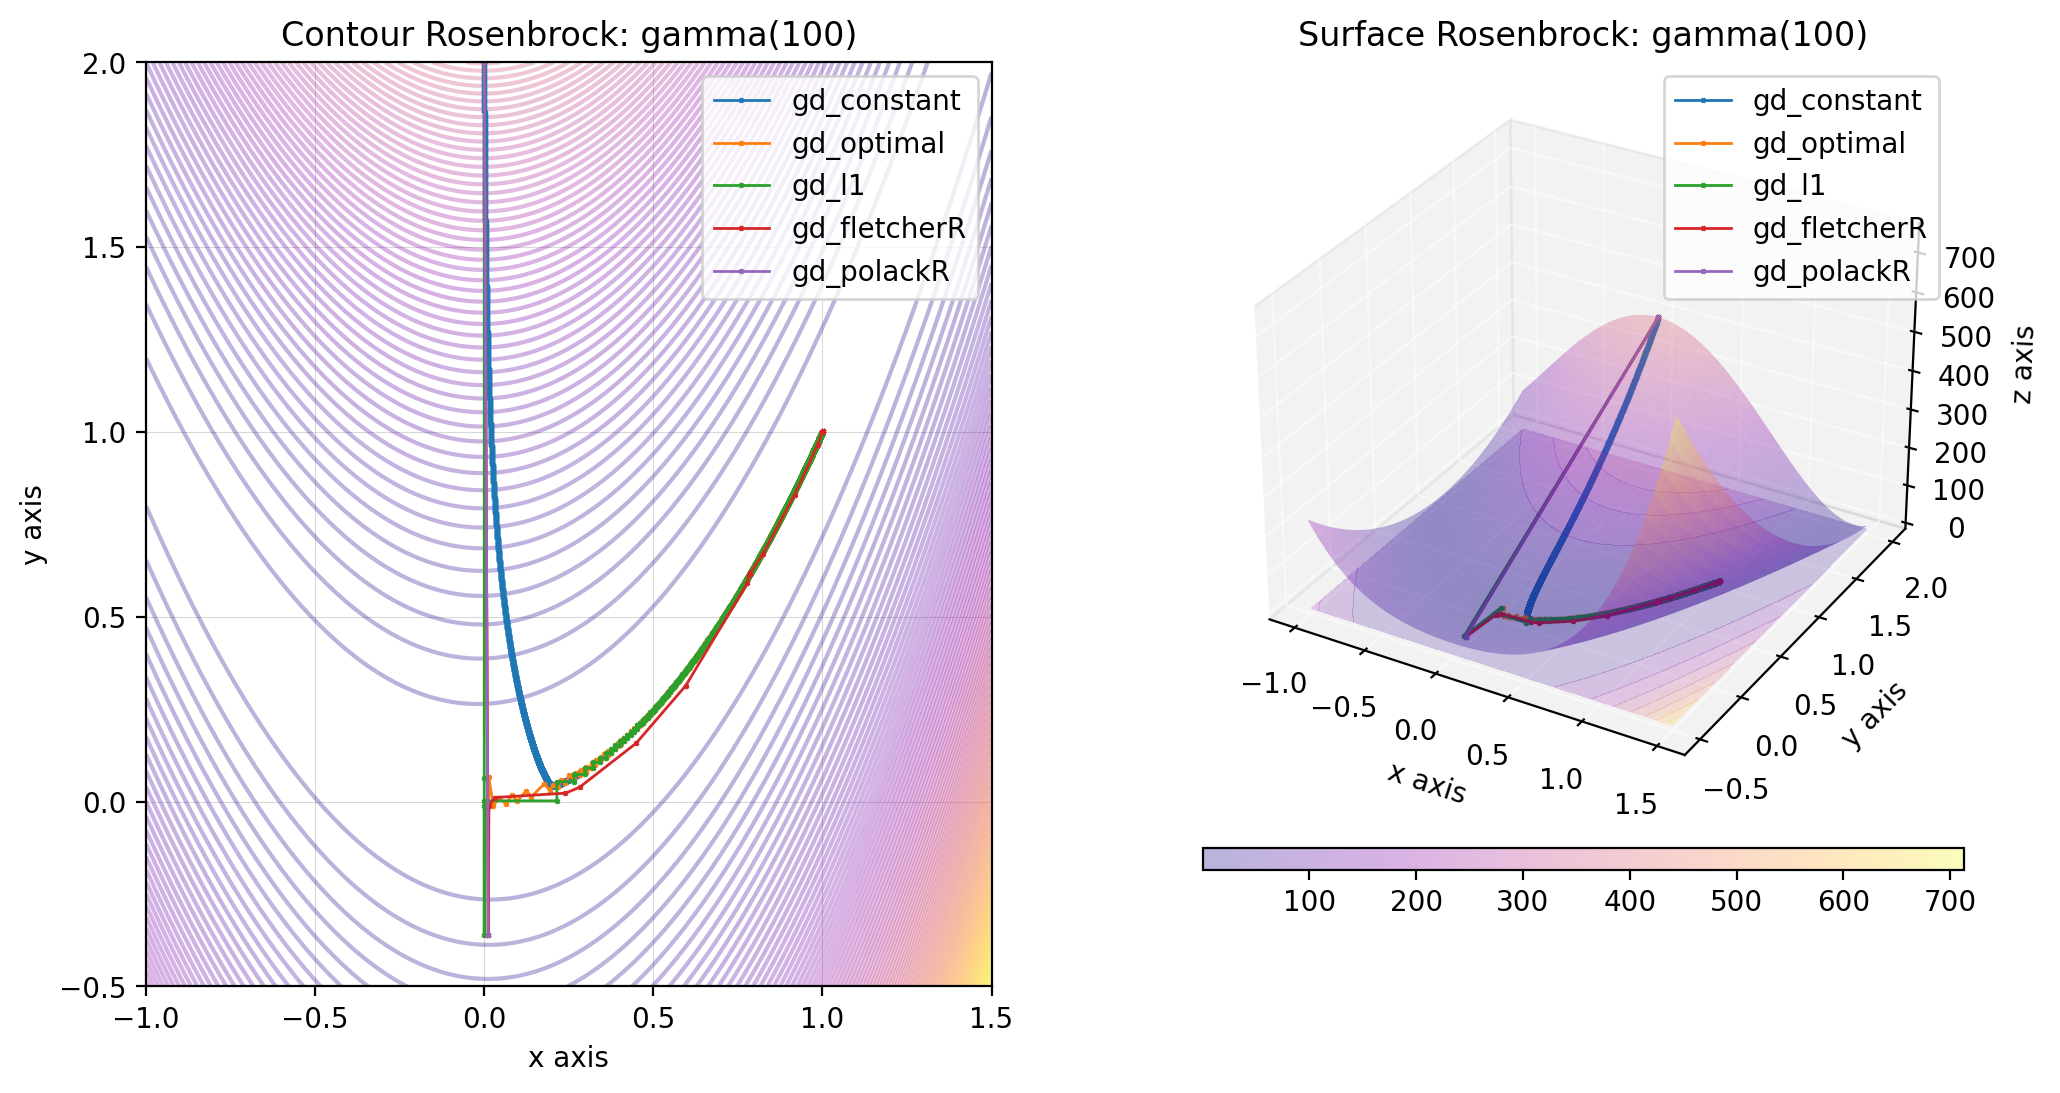 Contour Rosenbrock: gamma(100)
2.0
1.5
1.0
0.5
0.0
−0.5
y axis
−1.0
−0.5
0.0
0.5
1.0
1.5
x axis
gd_constant
gd_optimal
gd_l1
gd_fletcherR
gd_polackR
Surface Rosenbrock: gamma(100)
gd_constant
gd_optimal
gd_l1
gd_fletcherR
gd_polackR
700
600
500
400
300
200
100
0
z axis
2.0
1.5
1.0
0.5
0.0
−0.5
y axis
−1.0
−0.5
0.0
0.5
1.0
1.5
x axis
100
200
300
400
500
600
700